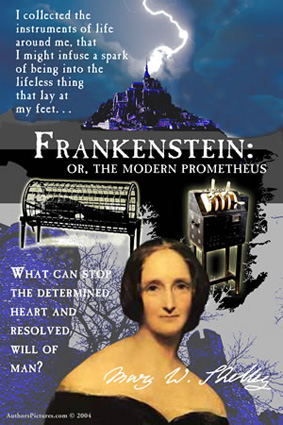 I collected the
instruments of life
around me, that
I might infuse a spark
of being into the
lifeless thing
that lay at
my feet...
Frankenstein:
or, the modern prometheus
What can stop
the determined
heart and
resolved
will of
man?
Mary W. Shelley
AuthorsPictures.com © 2004